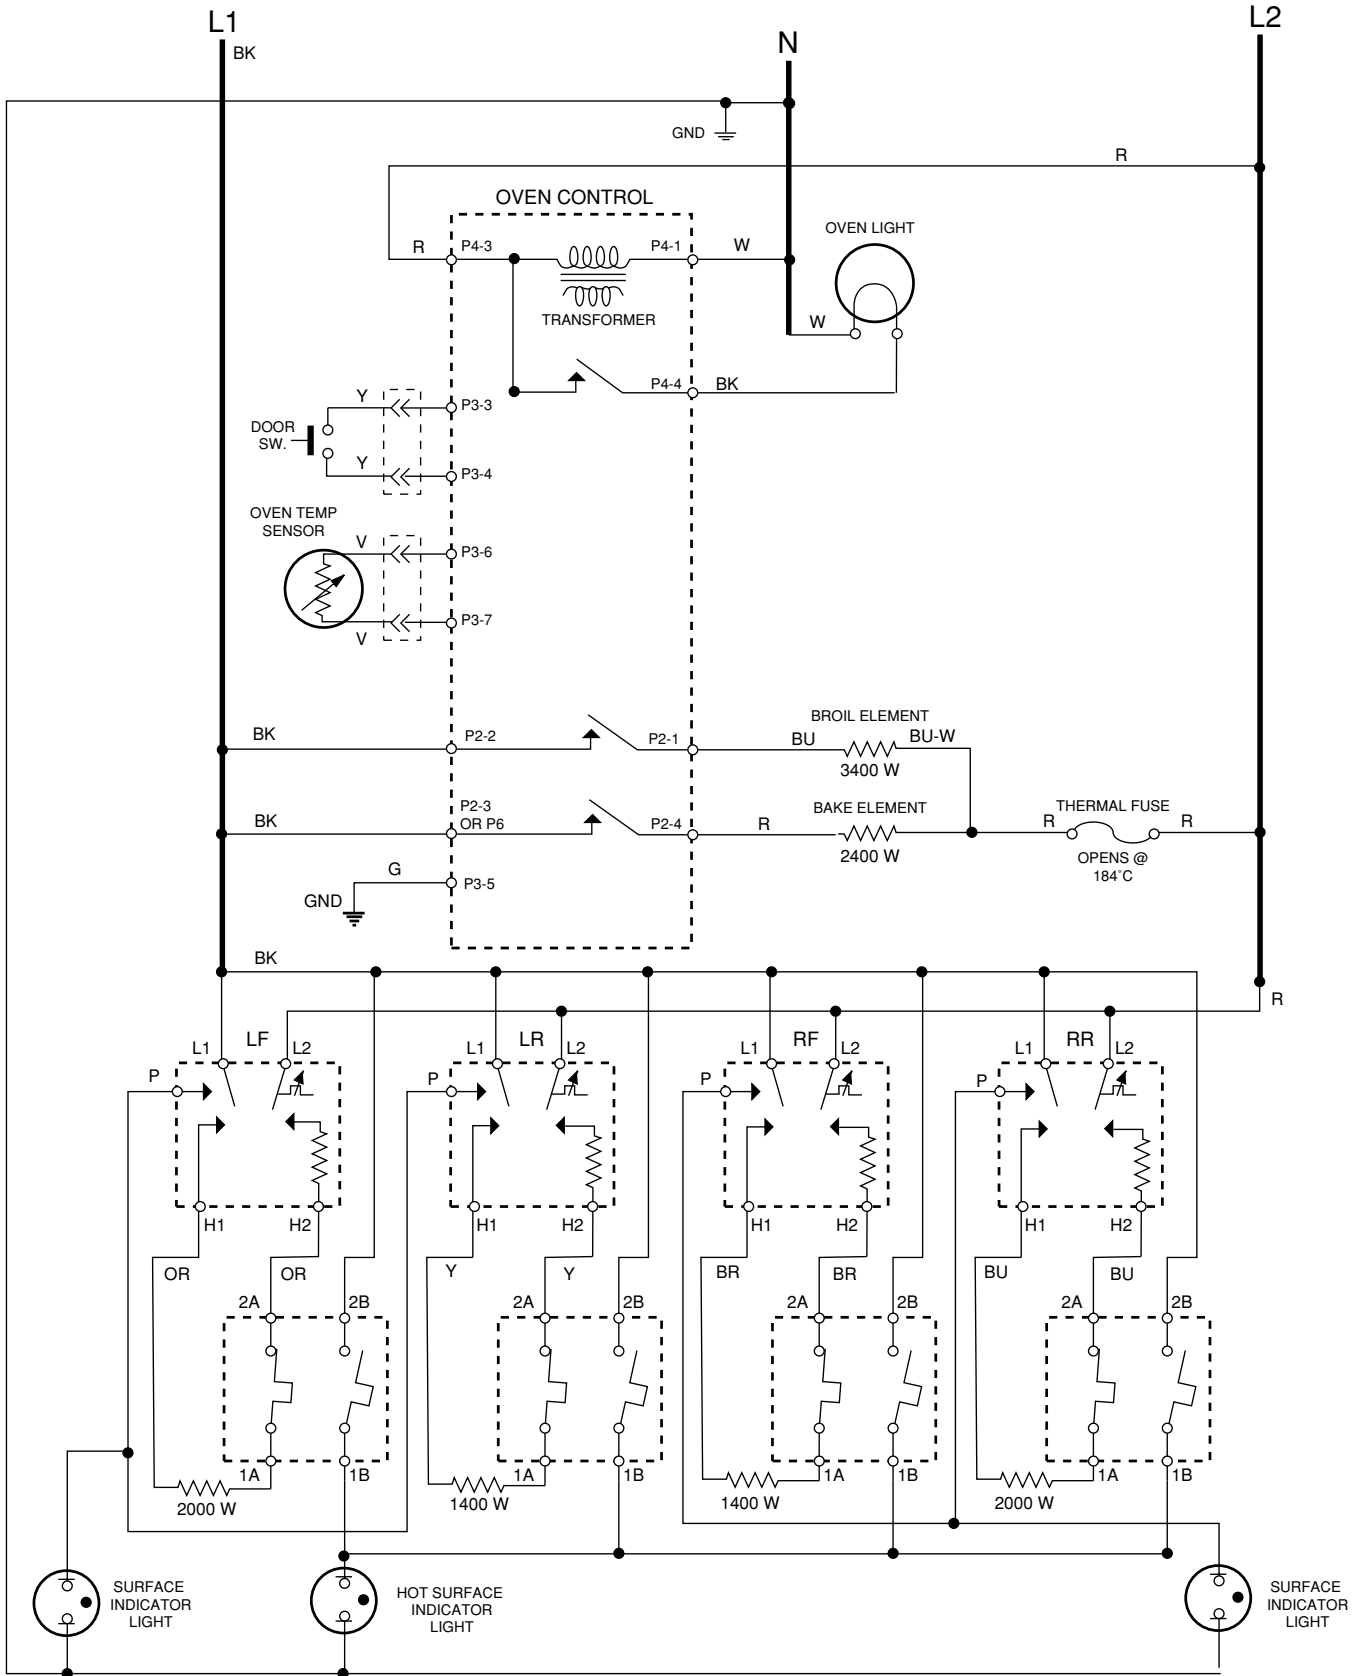 L1
N
L2
BK
GND
R
OVEN CONTROL
OVEN LIGHT
R
P4-3
P4-1
W
TRANSFORMER
W
P4-4
BK
Y
P3-3
DOOR
SW.
Y
P3-4
OVEN TEMP
SENSOR
V
P3-6
P3-7
V
BROIL ELEMENT
BK
P2-2
P2-1
BU
BU-W
3400 W
P2-3
OR P6
BAKE ELEMENT
THERMAL FUSE
BK
P2-4
R
R
R
2400 W
OPENS @
184°C
G
P3-5
GND
BK
R
L1
LF
L2
L1
LR
L2
L1
RF
L2
L1
RR
L2
P
P
P
P
H1
H2
H1
H2
H1
H2
H1
H2
OR
OR
Y
Y
BR
BR
BU
BU
2A
2B
2A
2B
2A
2B
2A
2B
1A
1B
1A
1B
1A
1B
1A
1B
2000 W
1400 W
1400 W
2000 W
SURFACE
INDICATOR
LIGHT
HOT SURFACE
INDICATOR
LIGHT
SURFACE
INDICATOR
LIGHT